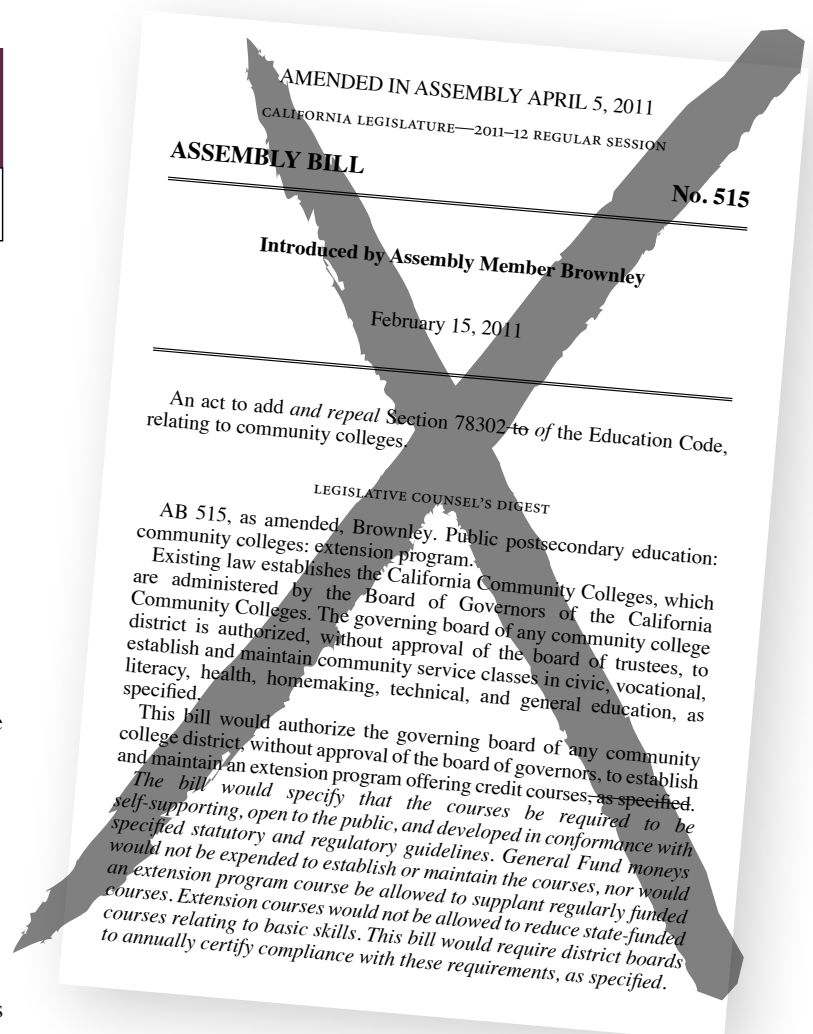 AMENDED IN ASSEMBLY APRIL 5, 2011
CALIFORNIA LEGISLATURE—2011–12 REGULAR SESSION
ASSEMBLY BILL No. 515
Introduced by Assembly Member Brownley
February 15, 2011
An act to add and repeal Section 78302 to of the Education Code,
relating to community colleges.
LEGISLATIVE COUNSEL'S DIGEST
AB 515, as amended, Brownley. Public postsecondary education:
community colleges: extension program.
Existing law establishes the California Community Colleges, which
are administered by the Board of Governors of the California
Community Colleges. The governing board of any community college
district is authorized, without approval of the board of trustees, to
establish and maintain community service classes in civic, vocational,
literacy, health, homemaking, technical, and general education, as
specified.
This bill would authorize the governing board of any community
college district, without approval of the board of governors, to establish
and maintain an extension program offering credit courses, as specified.
The bill would specify that the courses be required to be
self-supporting, open to the public, and developed in conformance with
specified statutory and regulatory guidelines. General Fund moneys
would not be expended to establish or maintain the courses, nor would
an extension program course be allowed to supplant regularly funded
courses. Extension courses would not be allowed to reduce state-funded
courses relating to basic skills. This bill would require district boards
to annually certify compliance with these requirements, as specified.